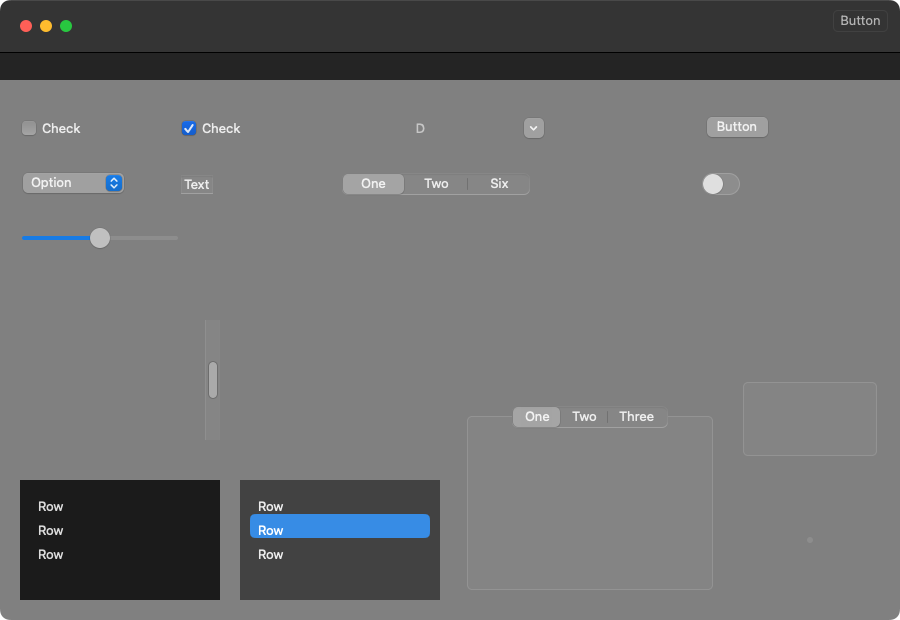 Button
Check
Check
D
Button
Option
Text
One
Two
Six
One
Two
Three
Row
Row
Row
Row
Row
Row